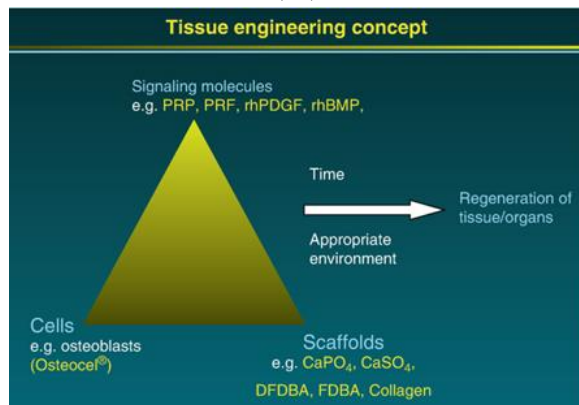 Tissue engineering concept
Signaling molecules
e.g. PRP, PRF, rhPDGF, rhBMP,
Time
Regeneration of
tissue/organs
Appropriate
environment
Cells
e.g. osteoblasts
(Osteocel®)
Scaffolds
e.g. CaPO₄, CaSO₄,
DFDBA, FDBA, Collagen